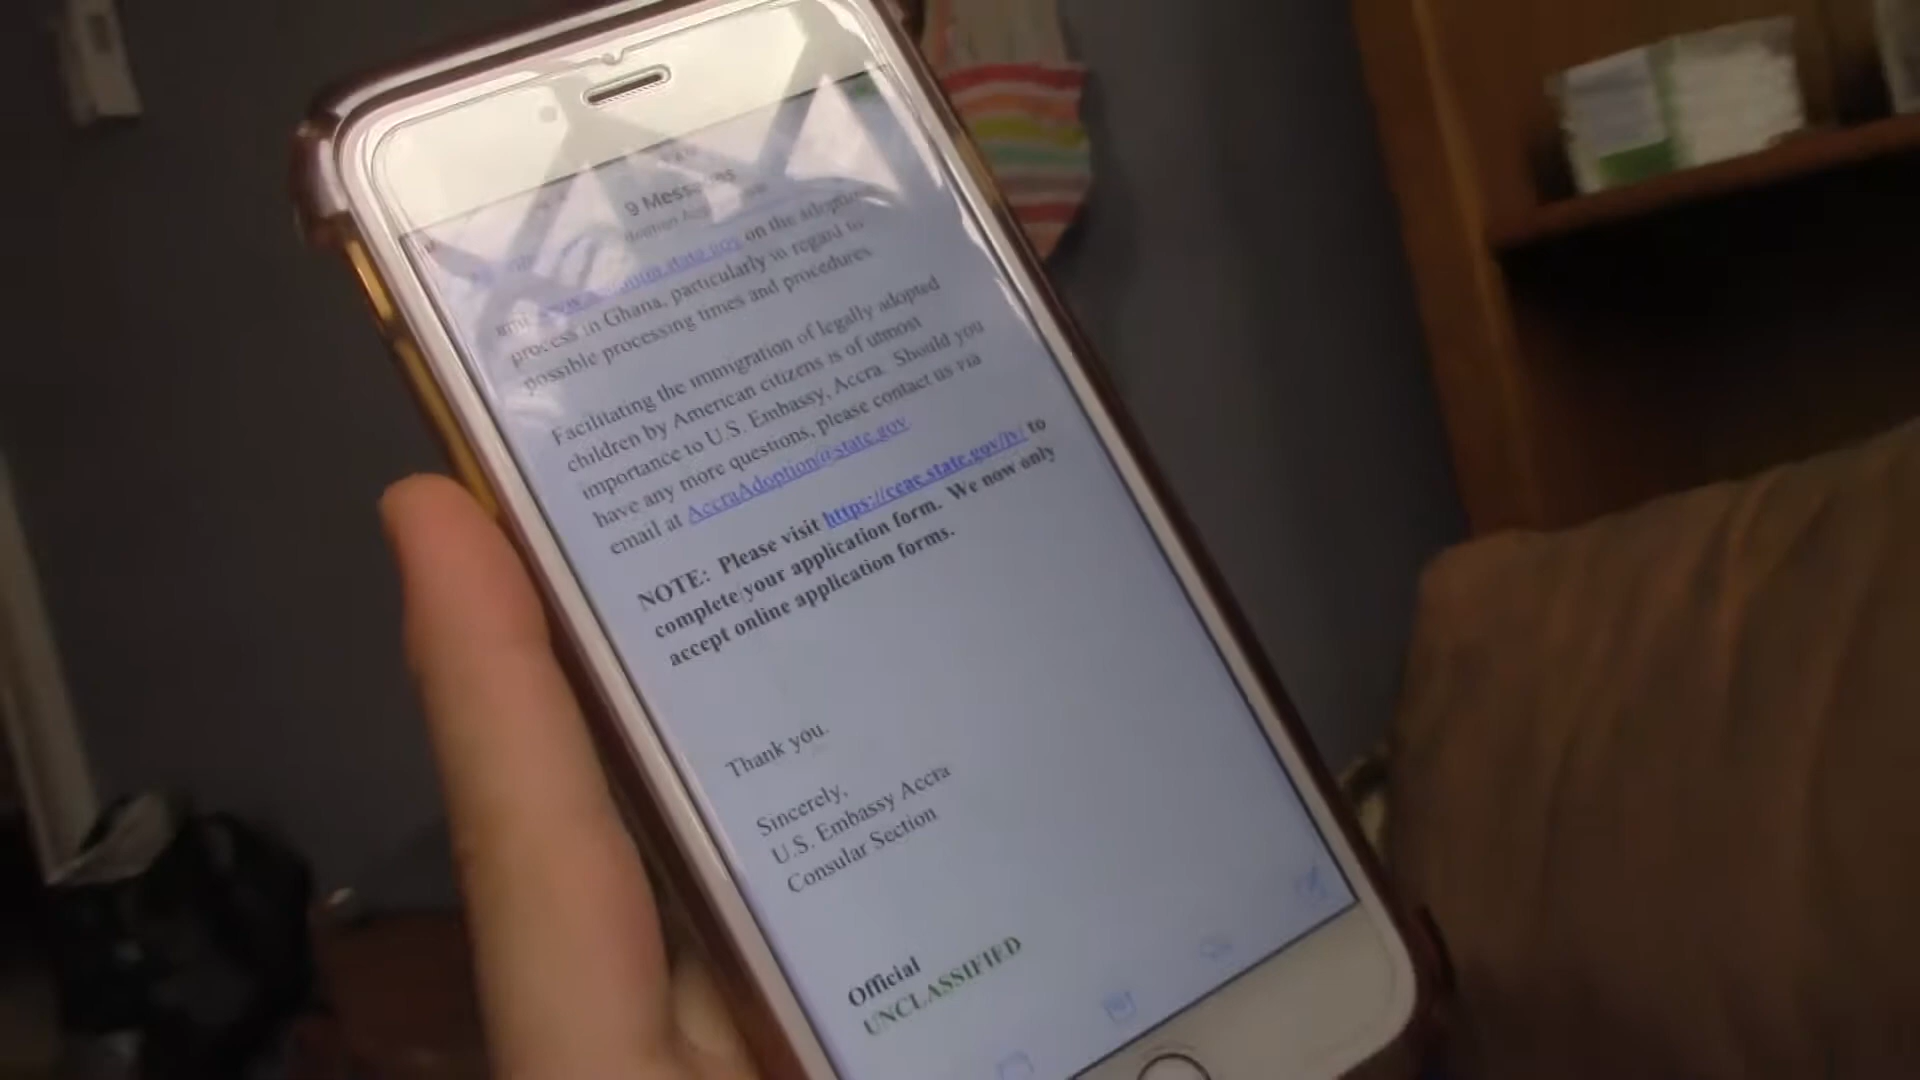 9 Messages
state.gov on the adoption
process in Ghana, particularly in regard to
possible processing times and procedures.
Facilitating the immigration of legally adopted
children by American citizens is of utmost
importance to U.S. Embassy, Accra. Should you
have any more questions, please contact us via
email at AccraAdoption@state.gov
NOTE: Please visit https://ceac.state.gov/iv/ to
complete your application form. We now only
accept online application forms.
Thank you.
Sincerely,
U.S. Embassy Accra
Consular Section
Official
UNCLASSIFIED